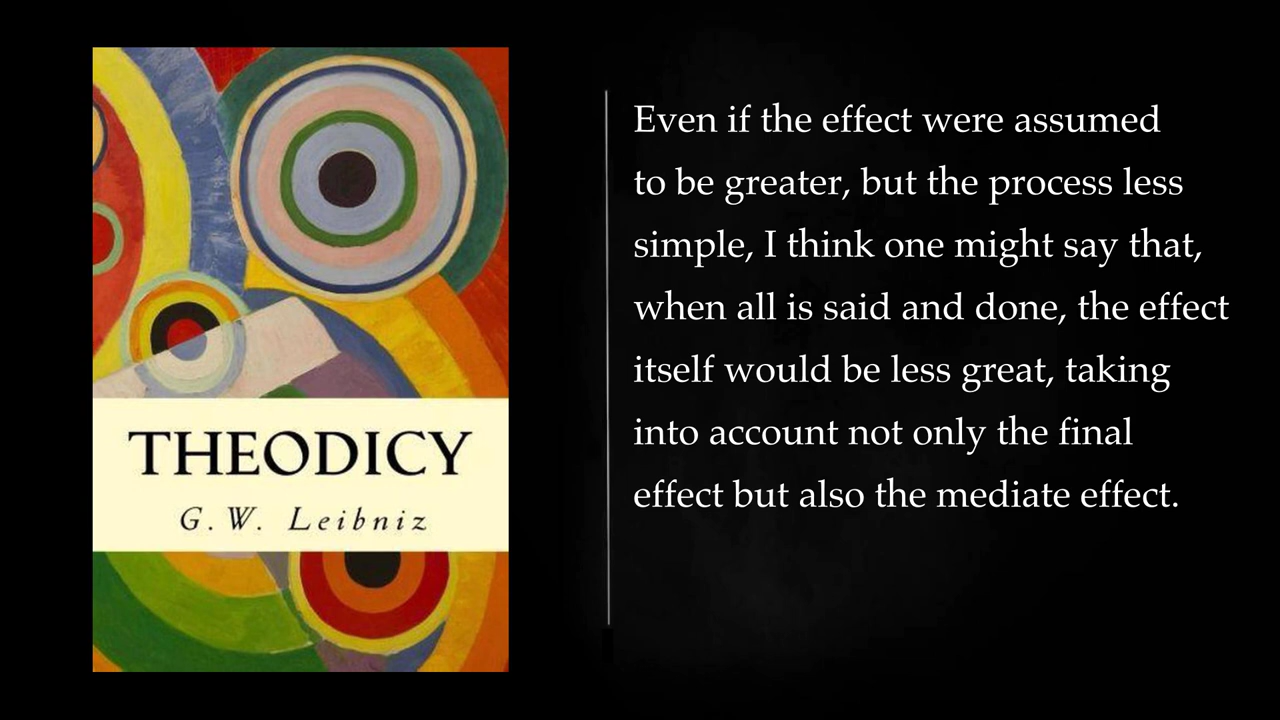 THEODICY
G. W. Leibniz
Even if the effect were assumed
to be greater, but the process less
simple, I think one might say that,
when all is said and done, the effect
itself would be less great, taking
into account not only the final
effect but also the mediate effect.